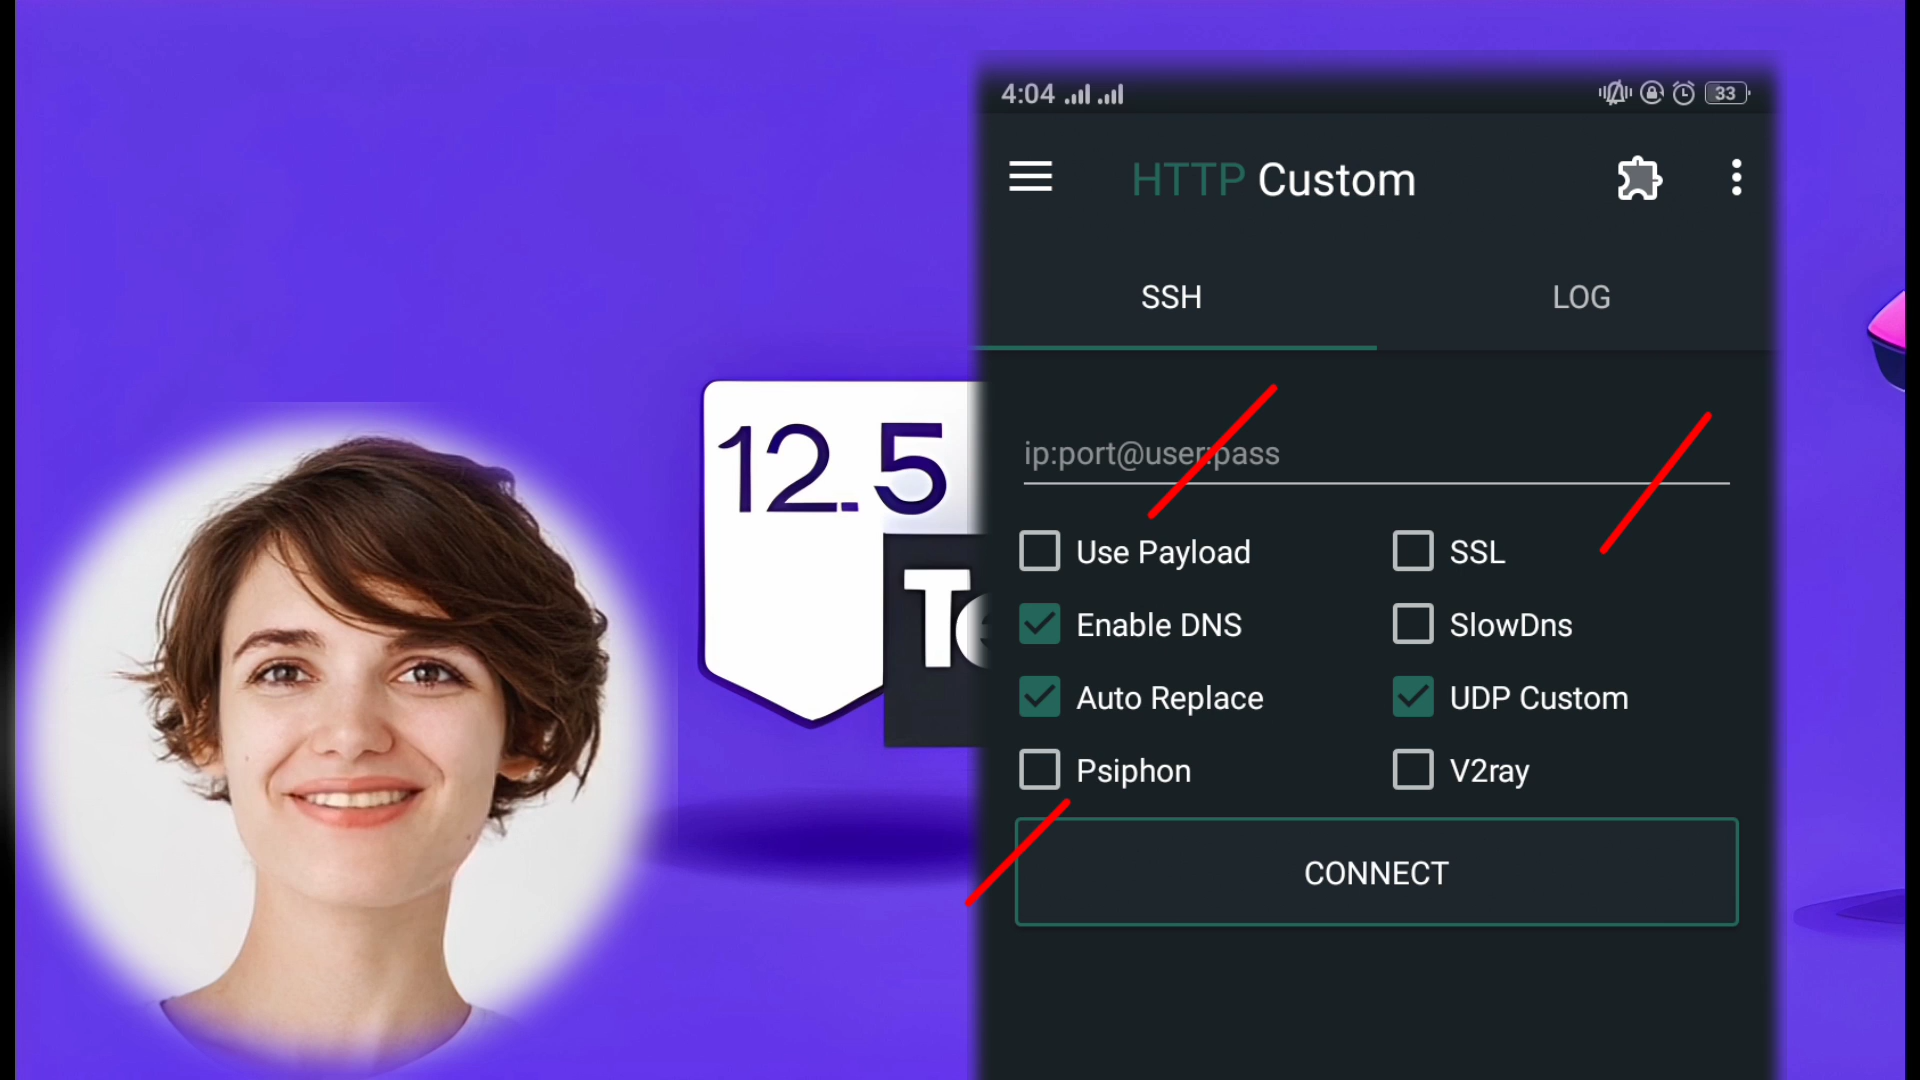 4:04
33
HTTP Custom
SSH
LOG
12.5
ip:port@user:pass
Use Payload
SSL
Enable DNS
SlowDns
Auto Replace
UDP Custom
Psiphon
V2ray
CONNECT